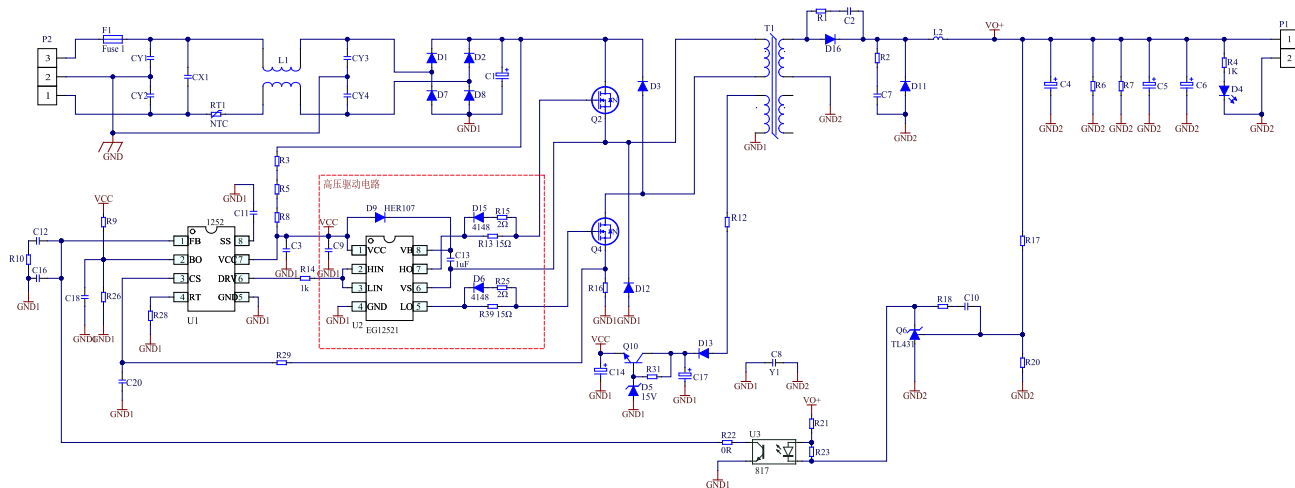 P2
3
2
1
F1
Fuse 1
CY1
CY2
CX1
L1
RT1
NTC
CY3
CY4
GND
D1
D2
D7
D8
C1
GND1
Q2
D3
T1
R1
C2
D16
GND2
GND1
R2
C7
D11
GND2
L2
VO+
C4
GND2
R6
R7
GND2
C5
GND2
C6
GND2
R4
1K
D4
GND2
P1
1
2
R3
R5
R8
高压驱动电路
VCC
R9
C12
R10
C16
GND1
C18
R26
GND1
GND1
C11
1252
1 FB SS 8
2 BO VCC 7
3 CS DRV 6
4 RT GND 5
U1
R28
GND1
GND1
C3
GND1
VCC
C9
GND1
R14
1k
D9 HER107
1 VCC VB 8
2 HIN HO 7
3 LIN VS 6
4 GND LO 5
U2 EG12521
GND1
C13
1uF
D15
4148
R15
2Ω
R13 15Ω
D6
4148
R25
2Ω
R39 15Ω
Q4
R16
GND1
D12
GND1
R12
R17
R18
C10
Q6
TL431
GND2
R20
GND2
R29
C20
GND1
VCC
C14
GND1
Q10
R31
D5
15V
GND1
C17
GND1
D13
C8
Y1
GND1
GND2
VO+
R21
R23
R22
0R
U3
817
GND1